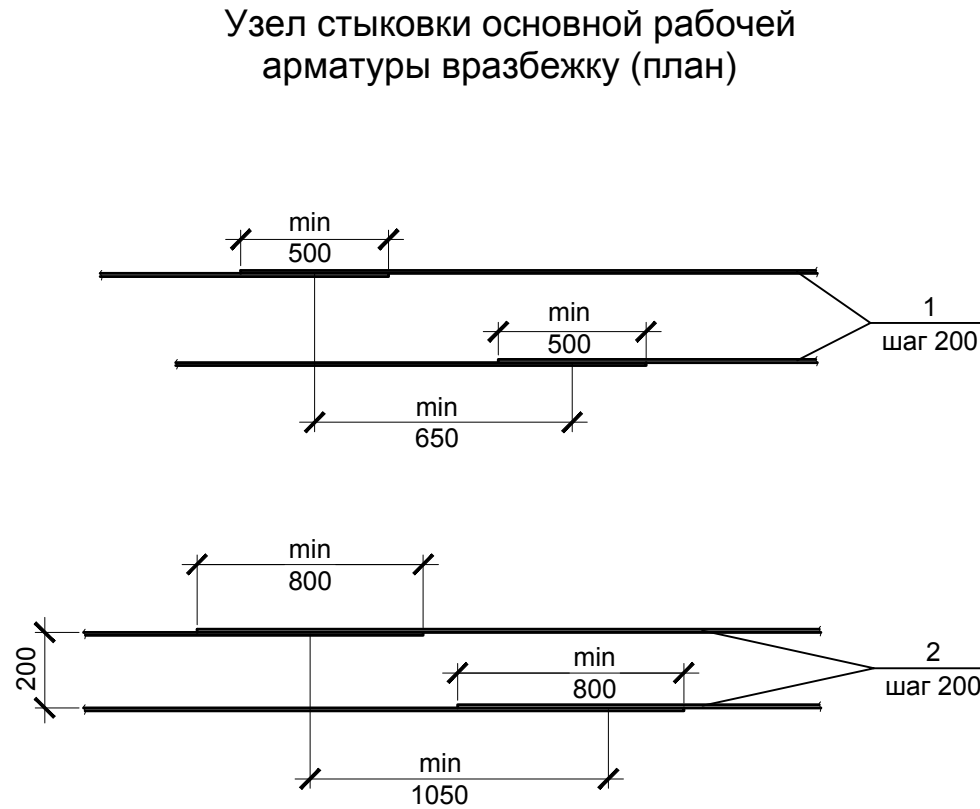 Узел стыковки основной рабочей
арматуры вразбежку (план)
min
500
1
шаг 200
min
500
min
650
min
800
200
2
шаг 200
min
800
min
1050